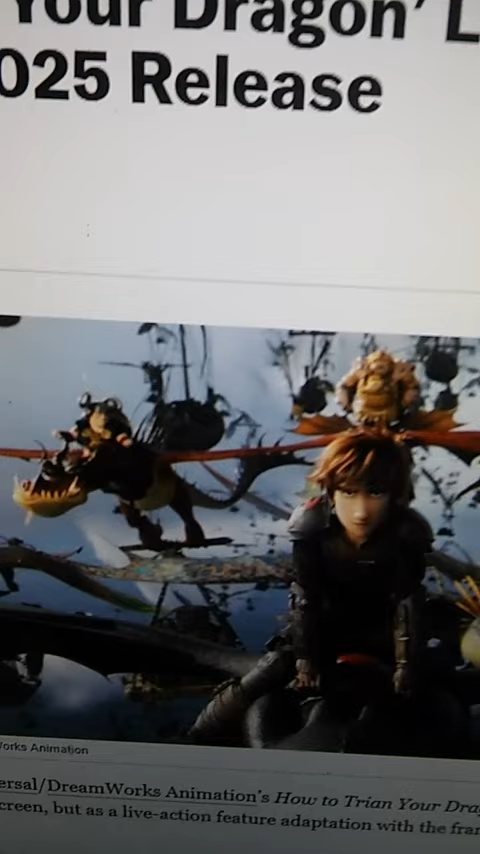 Your Dragon' L
025 Release
orks Animation
ersal/DreamWorks Animation's How to Trian Your Dra
creen, but as a live-action feature adaptation with the fra